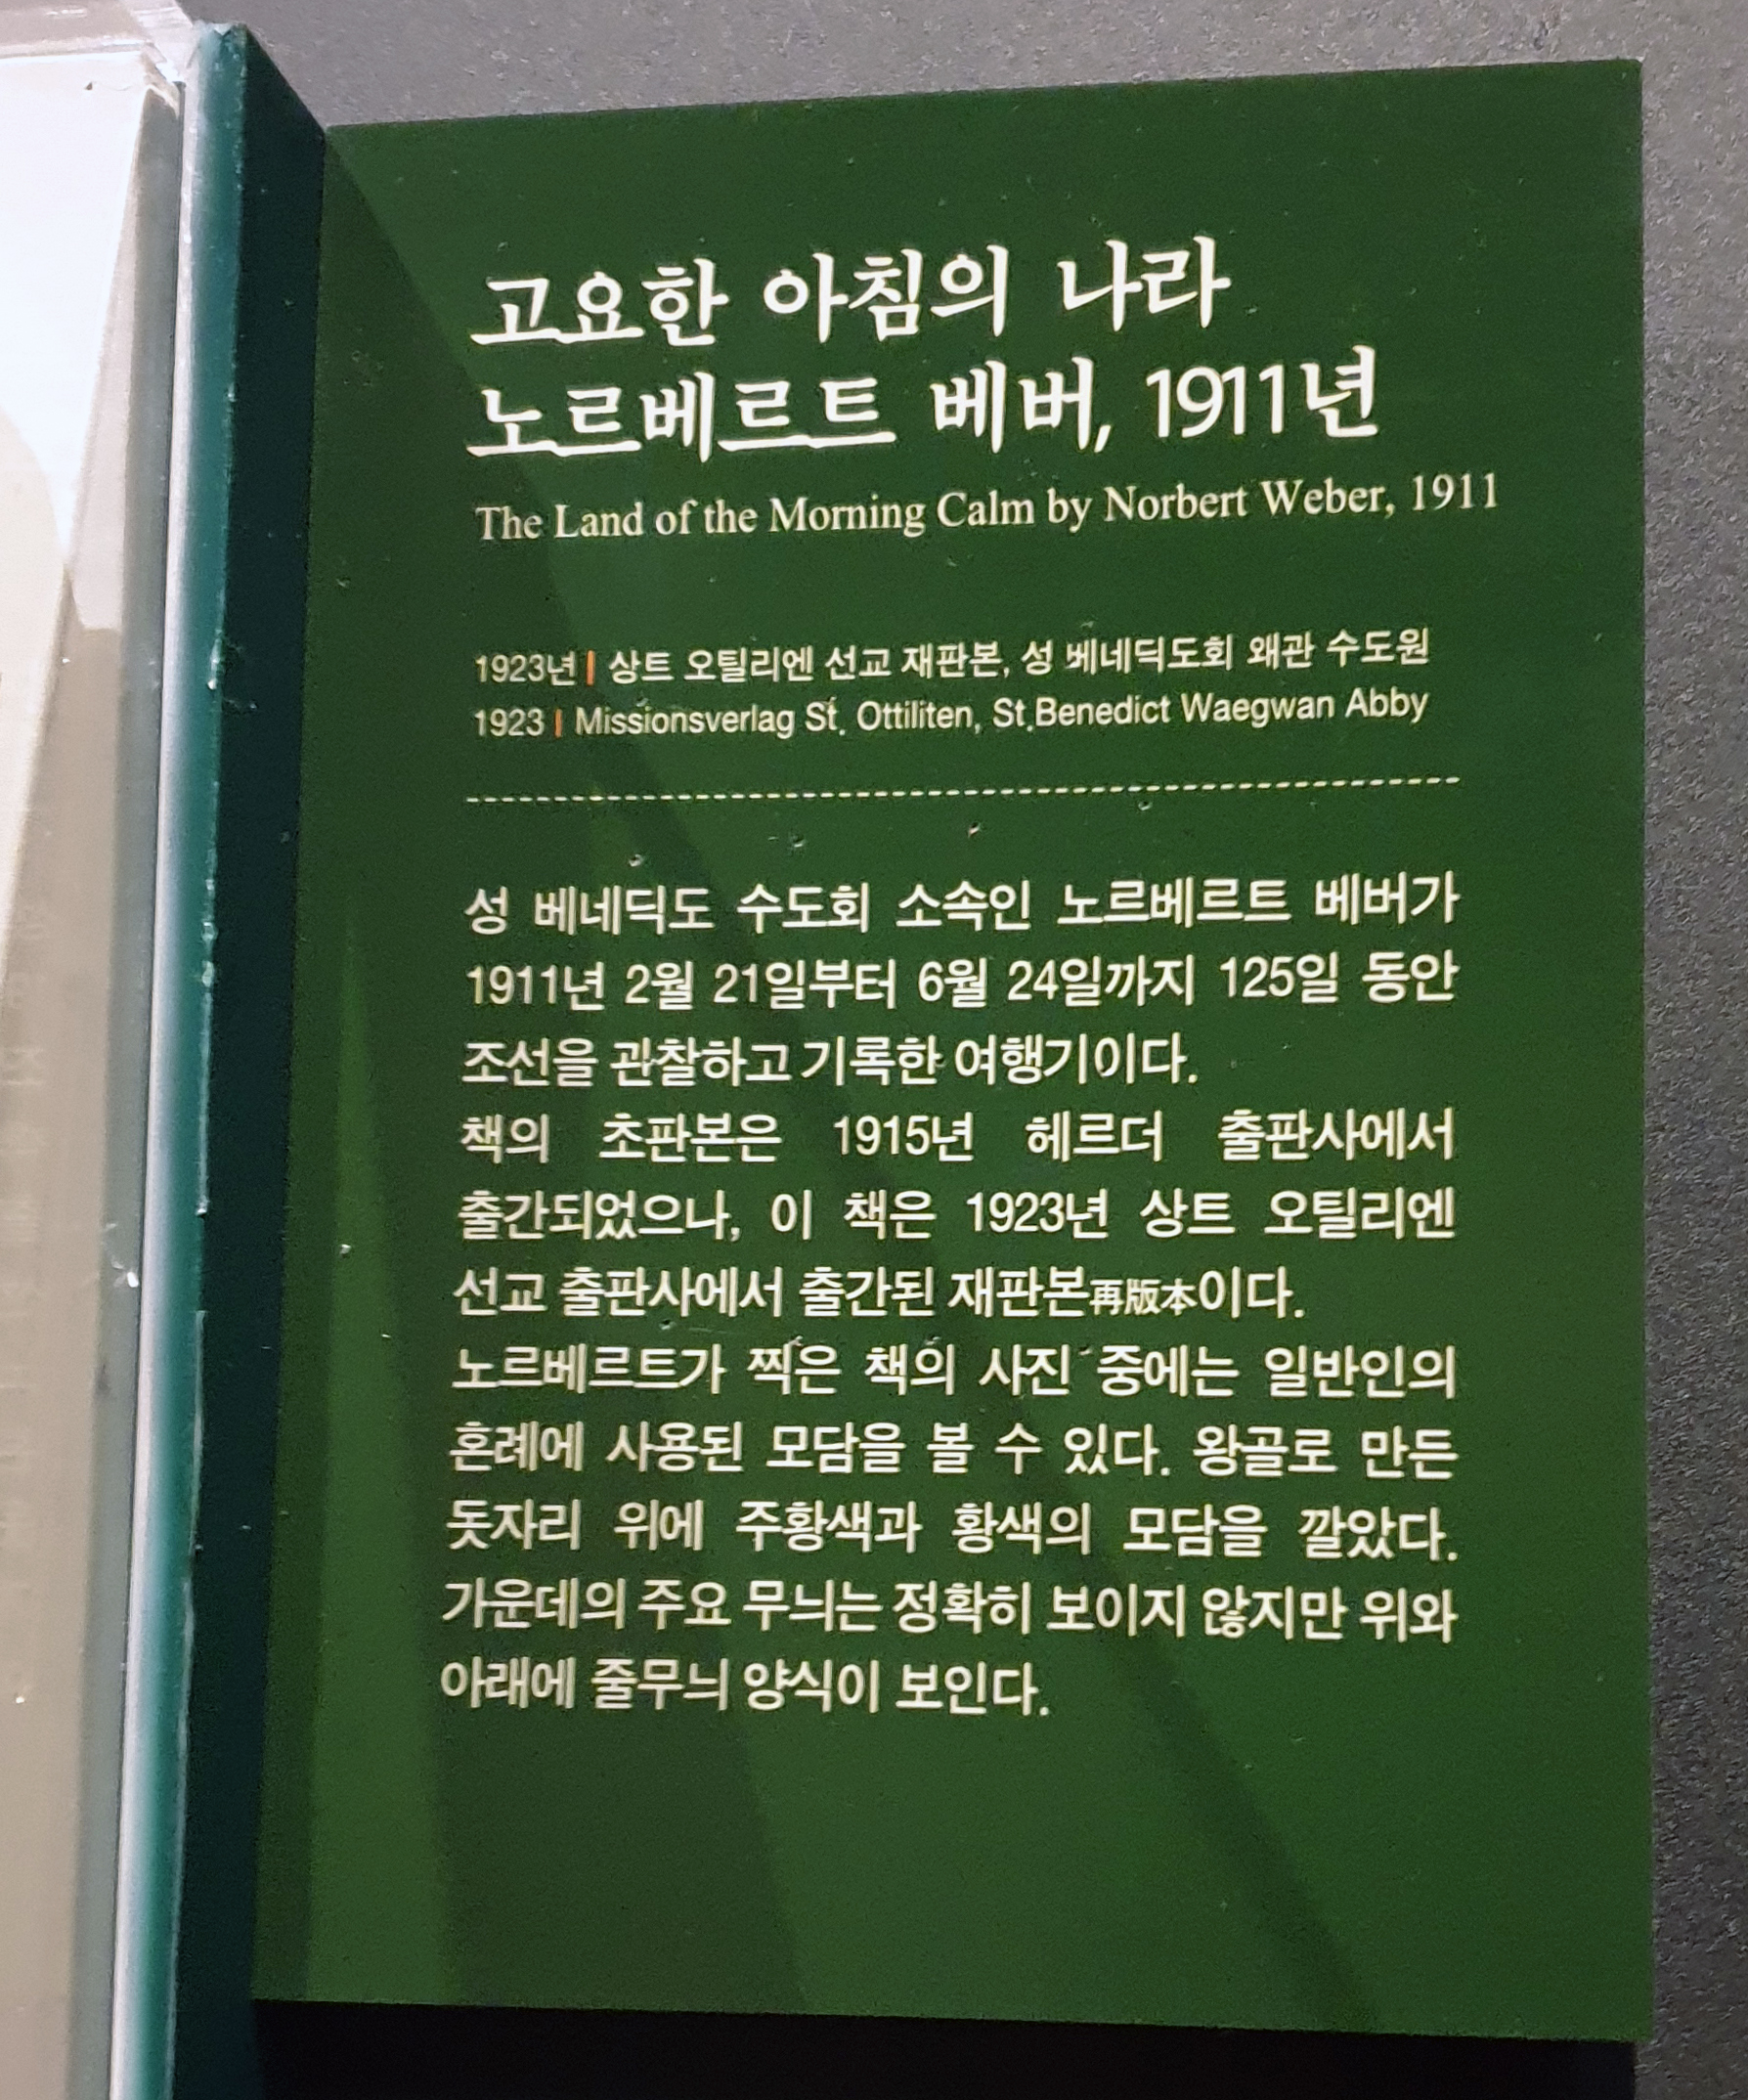 고요한 아침의 나라
노르베르트 베버, 1911년
The Land of the Morning Calm by Norbert Weber, 1911
1923년 | 상트 오틸리엔 선교 재판본, 성 베네딕도회 왜관 수도원
1923 | Missionsverlag St. Ottiliten, St.Benedict Waegwan Abby
성 베네딕도 수도회 소속인 노르베르트 베버가
1911년 2월 21일부터 6월 24일까지 125일 동안
조선을 관찰하고 기록한 여행기이다.
책의 초판본은 1915년 헤르더 출판사에서
출간되었으나, 이 책은 1923년 상트 오틸리엔
선교 출판사에서 출간된 재판본再版本이다.
노르베르트가 찍은 책의 사진 중에는 일반인의
혼례에 사용된 모담을 볼 수 있다. 왕골로 만든
돗자리 위에 주황색과 황색의 모담을 깔았다.
가운데의 주요 무늬는 정확히 보이지 않지만 위와
아래에 줄무늬 양식이 보인다.